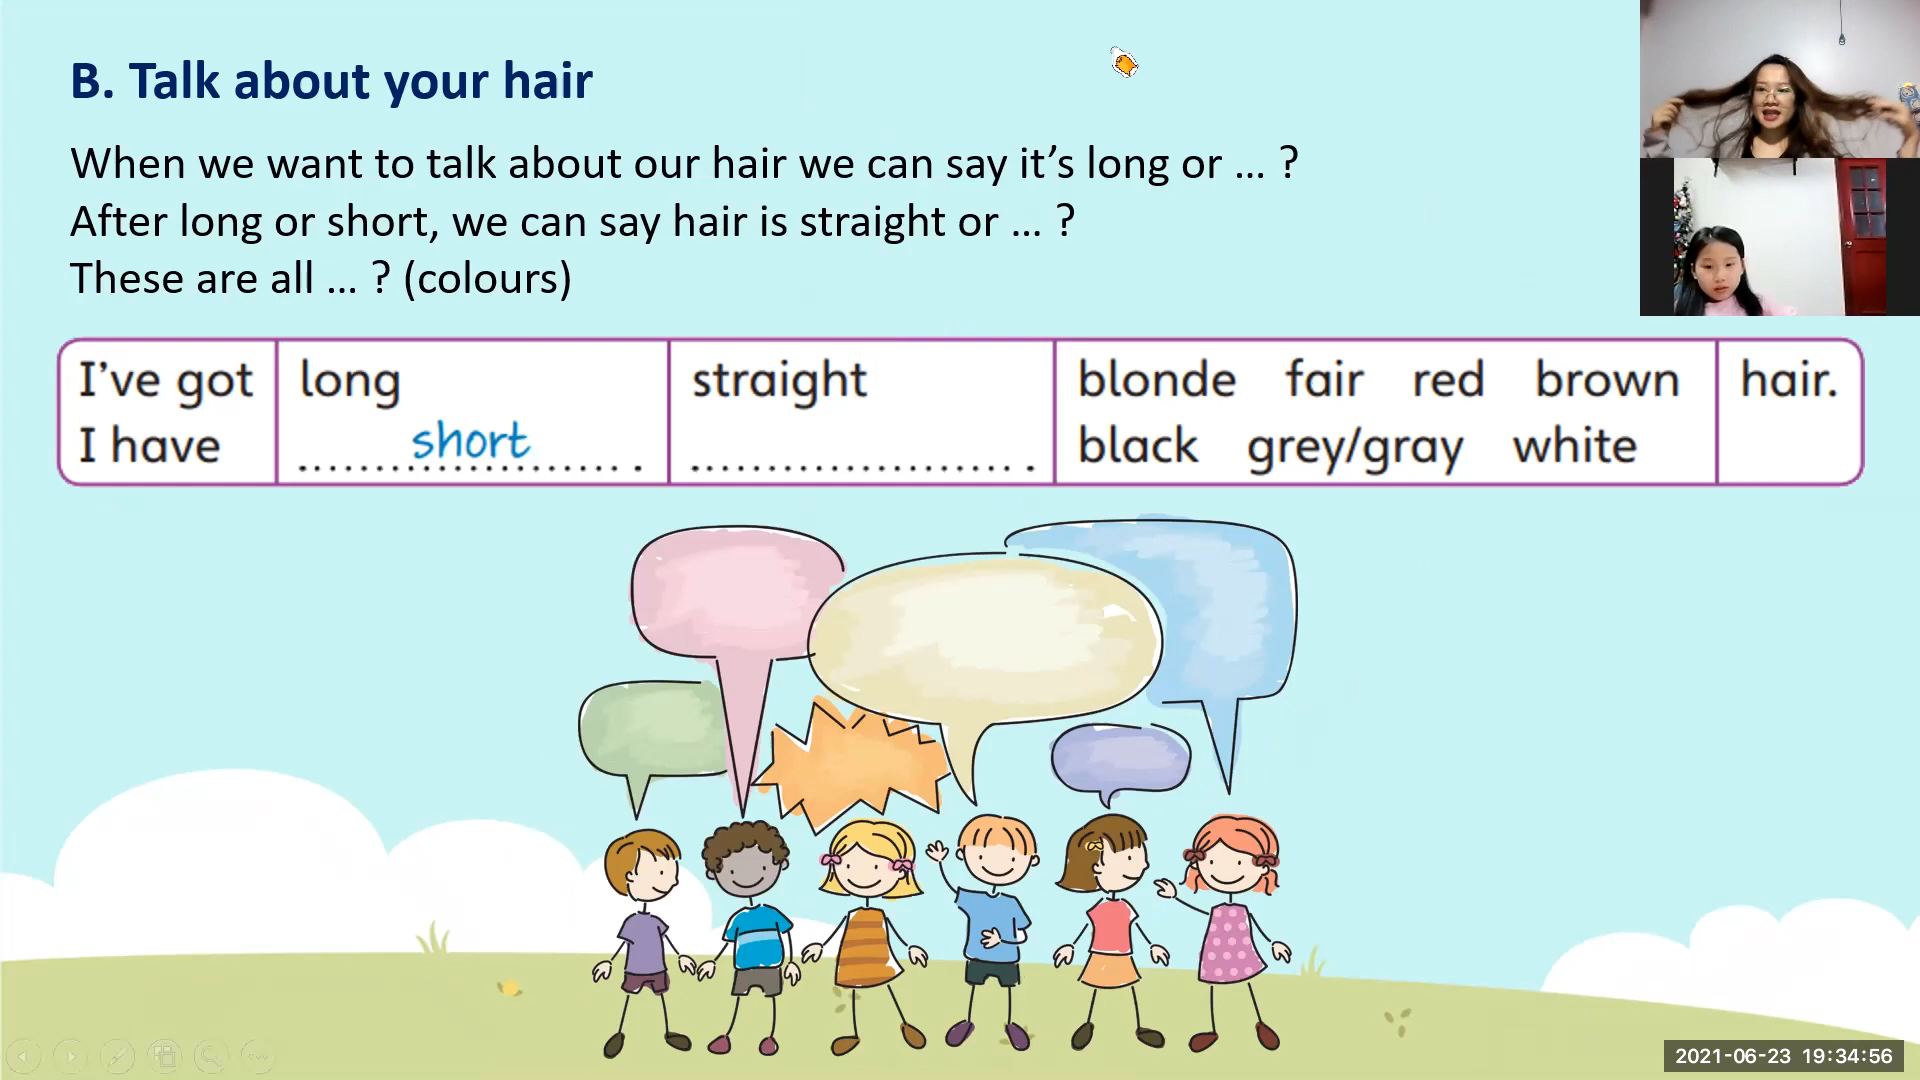 B. Talk about your hair
When we want to talk about our hair we can say it’s long or ... ?
After long or short, we can say hair is straight or ... ?
These are all ... ? (colours)
I’ve got long straight blonde fair red brown hair.
I have short black grey/gray white
2021-06-23 19:34:56